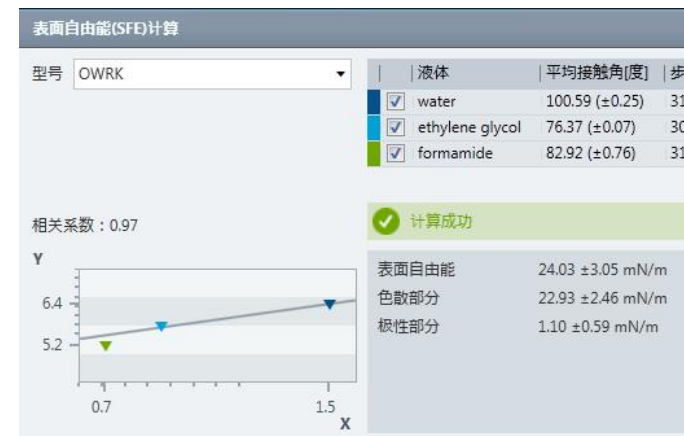 表面自由能(SFE)计算
型号 OWRK
液体 平均接触角[度] 步
water 100.59 (±0.25) 31
ethylene glycol 76.37 (±0.07) 30
formamide 82.92 (±0.76) 31
相关系数：0.97
计算成功
表面自由能 24.03 ±3.05 mN/m
色散部分 22.93 ±2.46 mN/m
极性部分 1.10 ±0.59 mN/m
Y
6.4
5.2
0.7 1.5
X